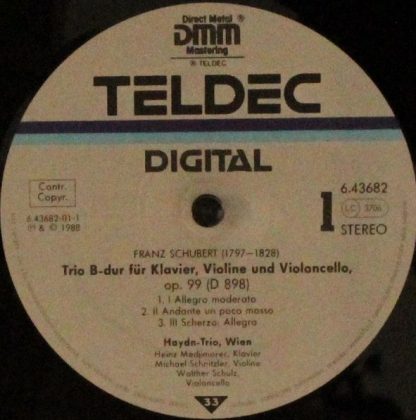 Direct Metal ®
DMM
Mastering
® TELDEC
TELDEC
DIGITAL
Contr.
Copyr.
6.43682-01-1
℗ & © 1988
1
6.43682
LC 3706
STEREO
FRANZ SCHUBERT (1797–1828)
Trio B-dur für Klavier, Violine und Violoncello,
op. 99 (D 898)
1. I Allegro moderato
2. II Andante un poco mosso
3. III Scherzo: Allegro
Haydn-Trio, Wien
Heinz Medjimorec, Klavier
Michael Schnitzler, Violine
Walther Schulz,
Violoncello
33